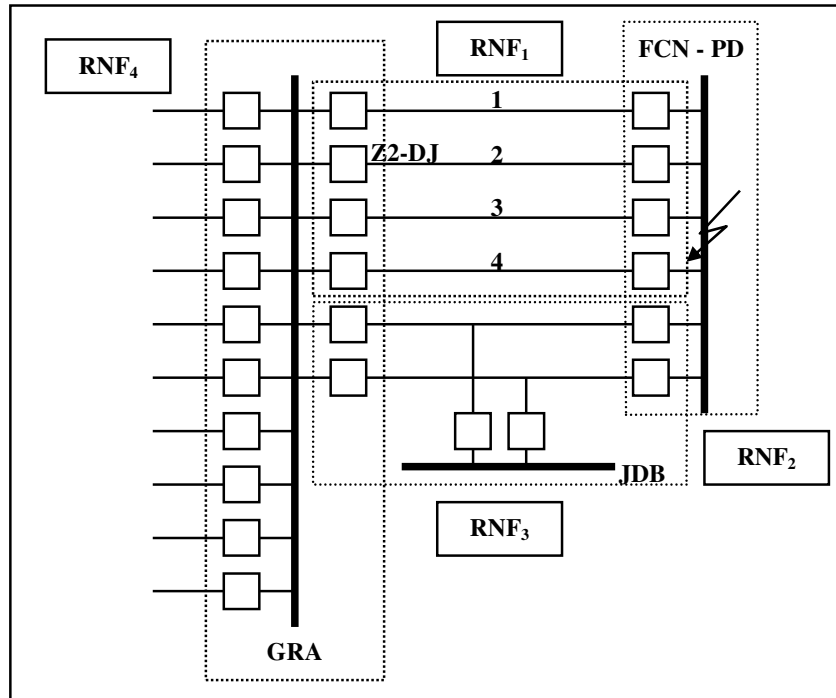 RNF₄
RNF₁
FCN - PD
1
Z2-DJ
2
3
4
JDB
RNF₂
RNF₃
GRA